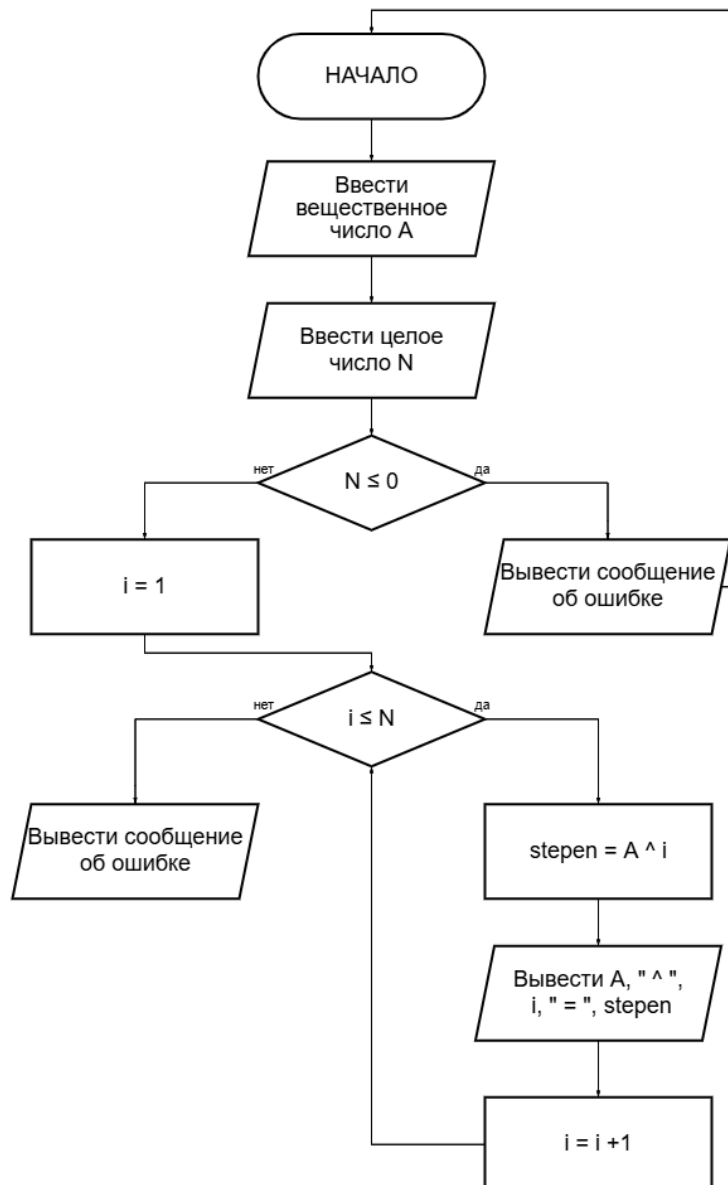 НАЧАЛО
Ввести
вещественное
число A
Ввести целое
число N
N ≤ 0
нет
да
i = 1
Вывести сообщение
об ошибке
i ≤ N
нет
да
Вывести сообщение
об ошибке
stepen = A ^ i
Вывести A, " ^ ",
i, " = ", stepen
i = i +1